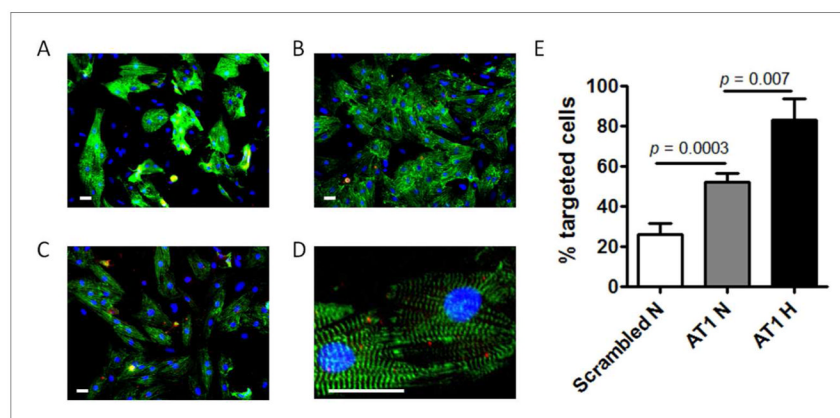 A
B
C
D
E
% targeted cells
100
80
60
40
20
0
p = 0.007
p = 0.0003
Scrambled N
AT1 N
AT1 H